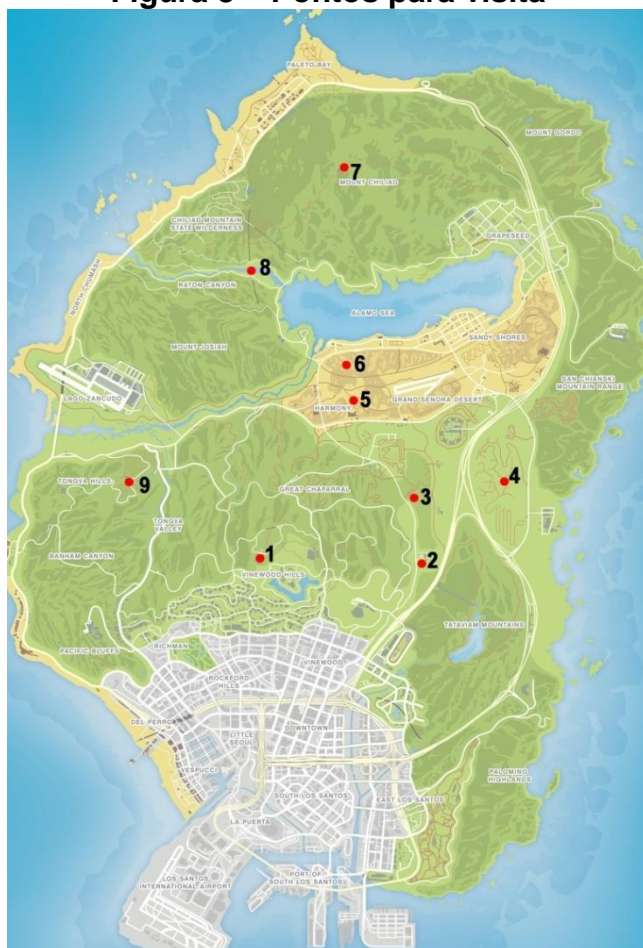 Figura 6 – Pontos para visita
PALETO BAY
MOUNT GORDO
7
MOUNT CHILIAD
CHILIAD MOUNTAIN
STATE WILDERNESS
GRAPESEED
8
RATON CANYON
NORTH CHUMASH
ALAMO SEA
MOUNT JOSIAH
SANDY SHORES
6
SAN CHIANSKI
MOUNTAIN RANGE
LAGO ZANCUDO
5
GRAND SENORA DESERT
HARMONY
TONGVA HILLS
9
GREAT CHAPARRAL
4
3
TONGVA
VALLEY
BANHAM CANYON
1
2
VINEWOOD HILLS
TATAVIAM MOUNTAINS
PACIFIC BLUFFS
RICHMAN
VINEWOOD
ROCKFORD
HILLS
DEL PERRO
DOWNTOWN
LITTLE
SEOUL
VESPUCCI
PALOMINO
HIGHLANDS
SOUTH LOS SANTOS
EAST LOS SANTOS
LA PUERTA
LOS SANTOS
INTERNATIONAL AIRPORT
PORT OF
SOUTH LOS SANTOS